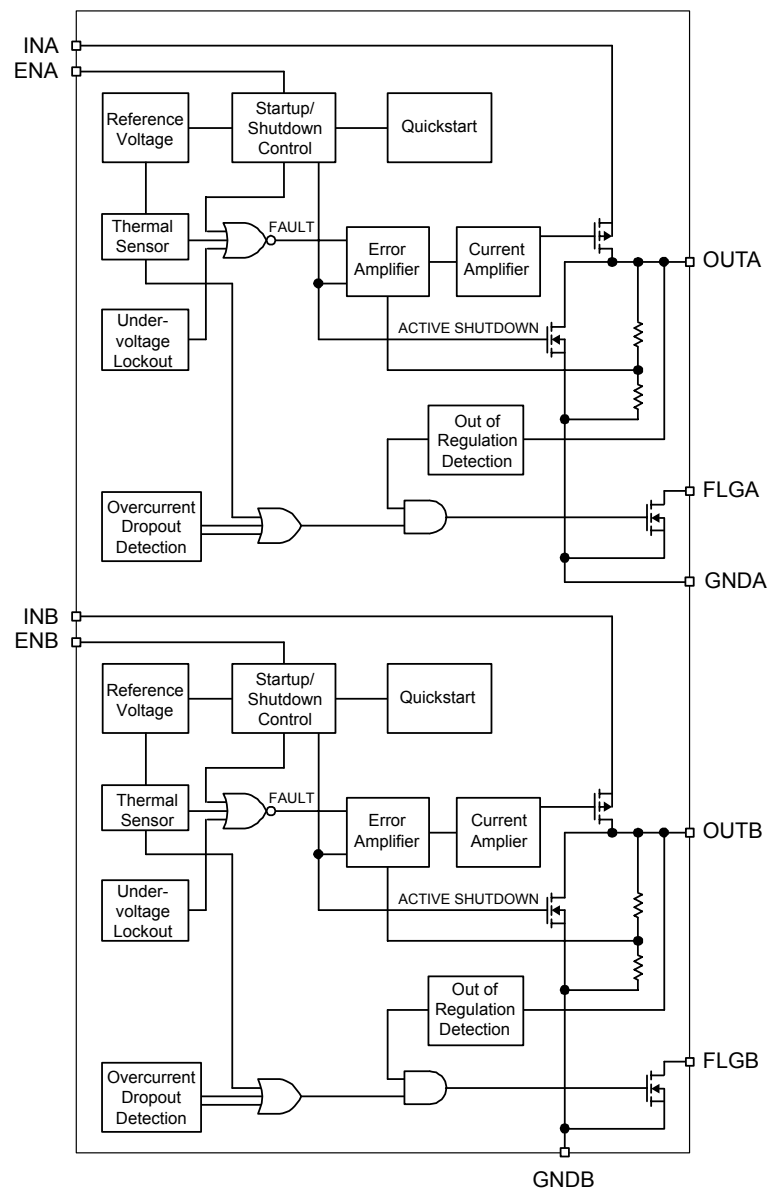 INA
ENA
Reference
Voltage
Startup/
Shutdown
Control
Quickstart
Thermal
Sensor
FAULT
Error
Amplifier
Current
Amplifier
OUTA
Under-
voltage
Lockout
ACTIVE SHUTDOWN
Out of
Regulation
Detection
Overcurrent
Dropout
Detection
FLGA
GNDA
INB
ENB
Reference
Voltage
Startup/
Shutdown
Control
Quickstart
Thermal
Sensor
FAULT
Error
Amplifier
Current
Amplier
OUTB
Under-
voltage
Lockout
ACTIVE SHUTDOWN
Out of
Regulation
Detection
Overcurrent
Dropout
Detection
FLGB
GNDB